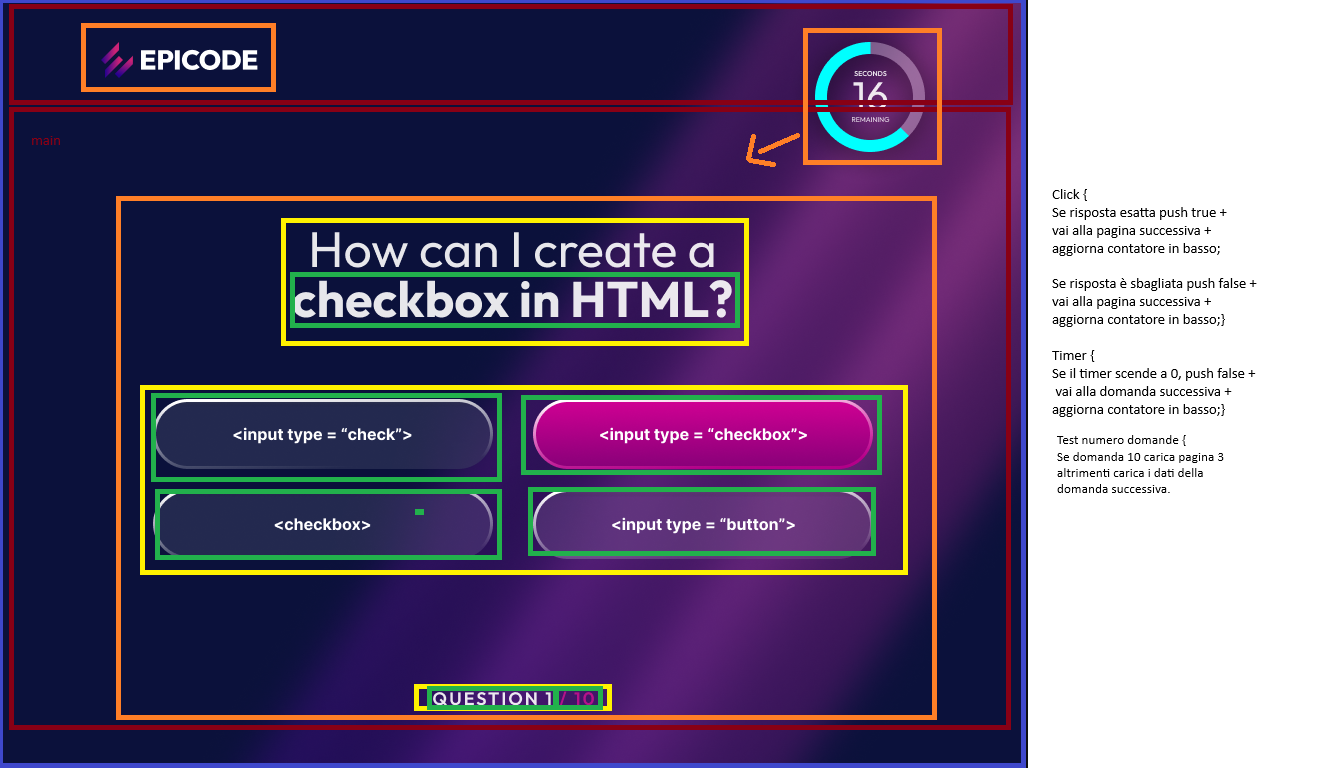 EPICODE
SECONDS
16
REMAINING
main
How can I create a
checkbox in HTML?
<input type = “check”>
<input type = “checkbox”>
<checkbox>
<input type = “button”>
QUESTION 1 / 10
Click {
Se risposta esatta push true +
vai alla pagina successiva +
aggiorna contatore in basso;
Se risposta è sbagliata push false +
vai alla pagina successiva +
aggiorna contatore in basso;}
Timer {
Se il timer scende a 0, push false +
vai alla domanda successiva +
aggiorna contatore in basso;}
Test numero domande {
Se domanda 10 carica pagina 3
altrimenti carica i dati della
domanda successiva.